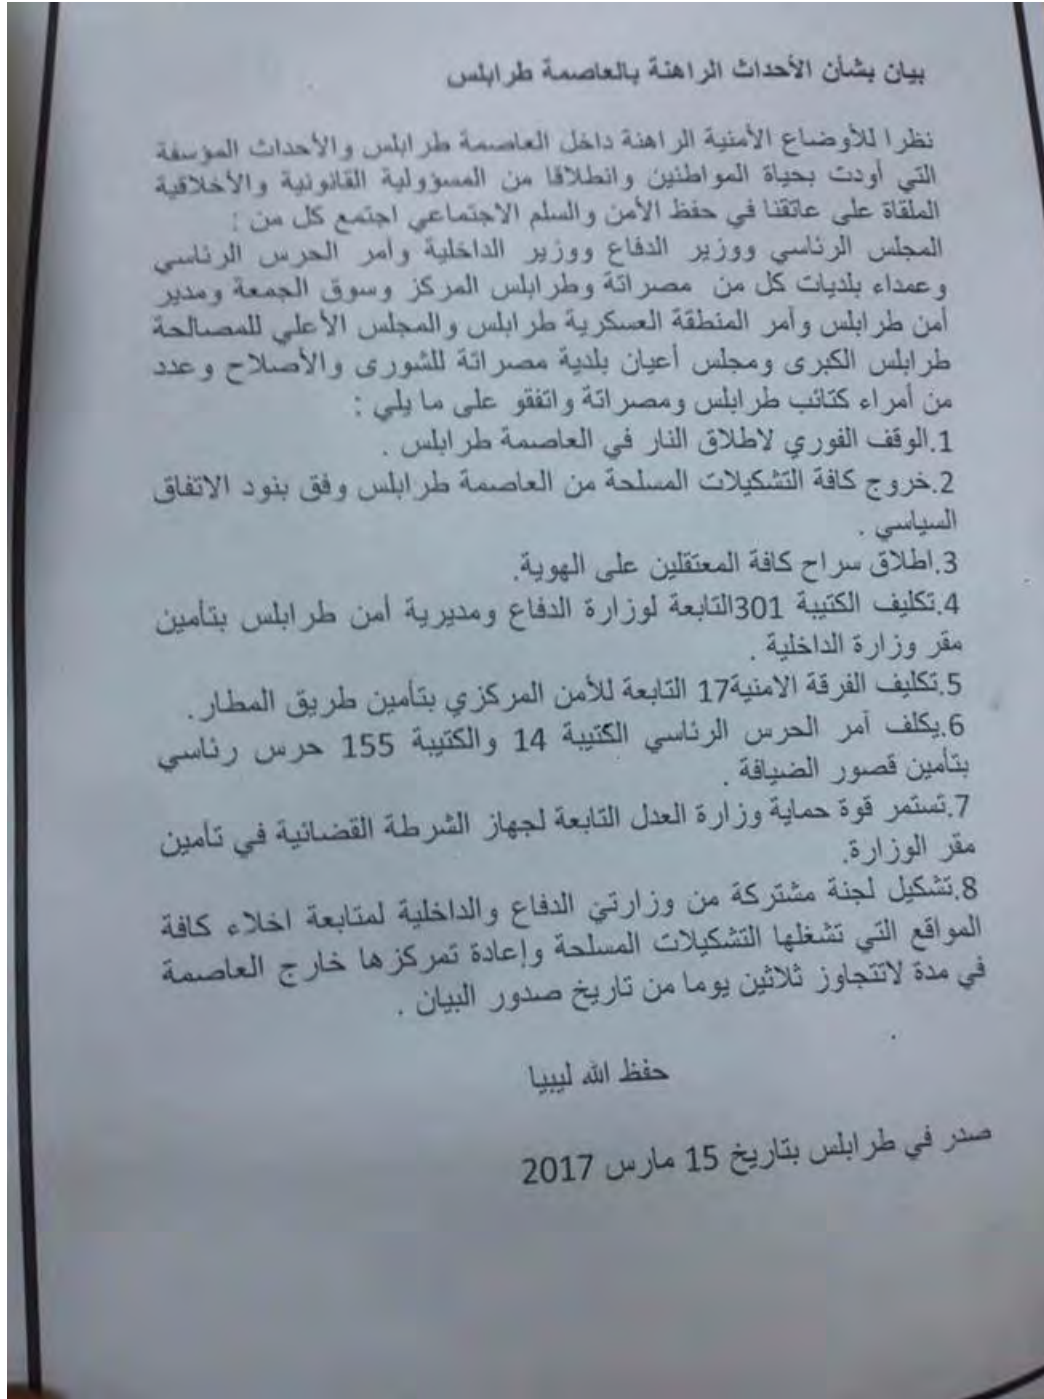 بيان بشأن الأحداث الراهنة بالعاصمة طرابلس
نظرا للأوضاع الأمنية الراهنة داخل العاصمة طرابلس والأحداث المؤسفة
التي أودت بحياة المواطنين وانطلاقا من المسؤولية القانونية والأخلاقية
الملقاة على عاتقنا في حفظ الأمن والسلم الاجتماعي اجتمع كل من :
المجلس الرئاسي ووزير الدفاع ووزير الداخلية وأمر الحرس الرئاسي
وعمداء بلديات كل من مصراتة وطرابلس المركز وسوق الجمعة ومدير
أمن طرابلس وأمر المنطقة العسكرية طرابلس والمجلس الأعلي للمصالحة
طرابلس الكبرى ومجلس أعيان بلدية مصراتة للشورى والأصلاح وعدد
من أمراء كتائب طرابلس ومصراتة واتفقو على ما يلي :
1.الوقف الفوري لاطلاق النار في العاصمة طرابلس .
2.خروج كافة التشكيلات المسلحة من العاصمة طرابلس وفق بنود الاتفاق
السياسي .
3.اطلاق سراح كافة المعتقلين على الهوية.
4.تكليف الكتيبة 301التابعة لوزارة الدفاع ومديرية أمن طرابلس بتأمين
مقر وزارة الداخلية .
5.تكليف الفرقة الامنية17 التابعة للأمن المركزي بتأمين طريق المطار.
6.يكلف آمر الحرس الرئاسي الكتيبة 14 والكتيبة 155 حرس رئاسي
بتأمين قصور الضيافة .
7.تستمر قوة حماية وزارة العدل التابعة لجهاز الشرطة القضائية في تأمين
مقر الوزارة.
8.تشكيل لجنة مشتركة من وزارتي الدفاع والداخلية لمتابعة اخلاء كافة
المواقع التي تشغلها التشكيلات المسلحة وإعادة تمركزها خارج العاصمة
في مدة لاتتجاوز ثلاثين يوما من تاريخ صدور البيان .
حفظ الله ليبيا
صدر في طرابلس بتاريخ 15 مارس 2017